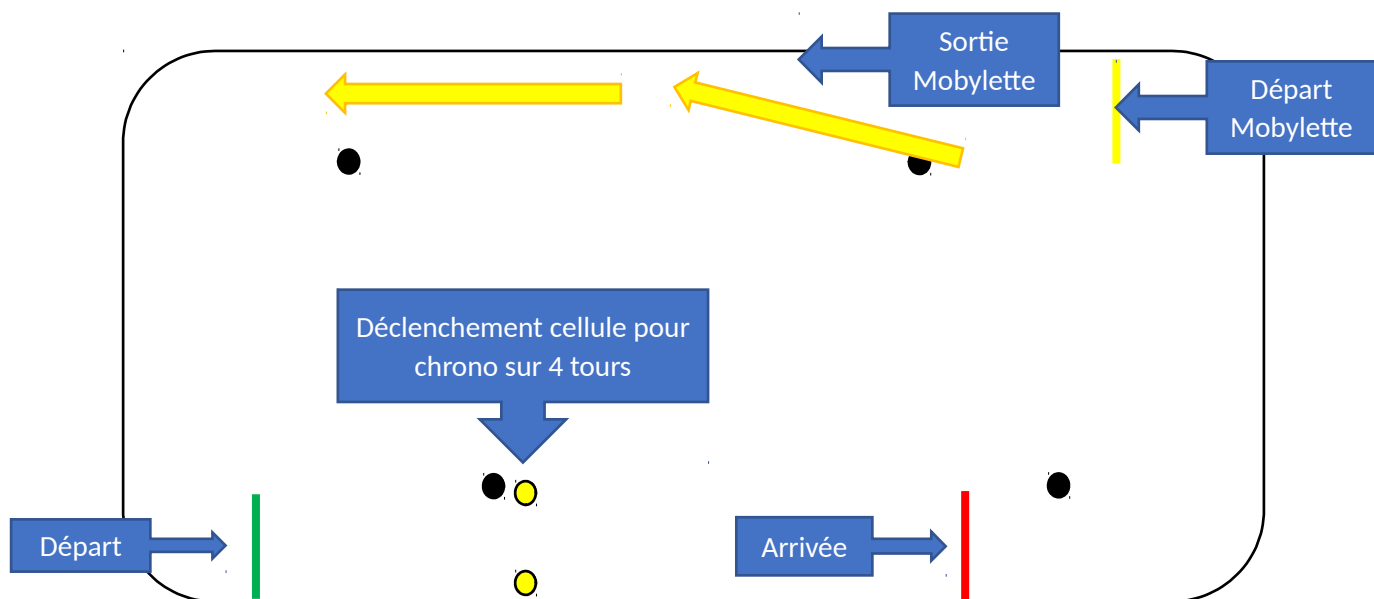 Sortie
Mobylette
Départ
Mobylette
Déclenchement cellule pour
chrono sur 4 tours
Départ
Arrivée